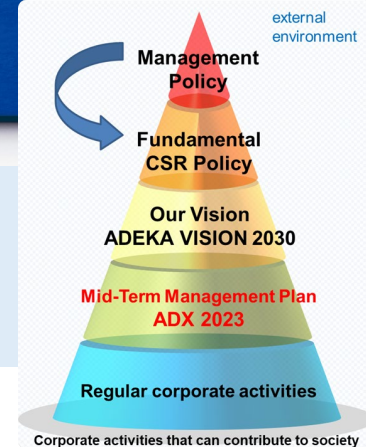 external
environment
Management
Policy
Fundamental
CSR Policy
Our Vision
ADEKA VISION 2030
Mid-Term Management Plan
ADX 2023
Regular corporate activities
Corporate activities that can contribute to society